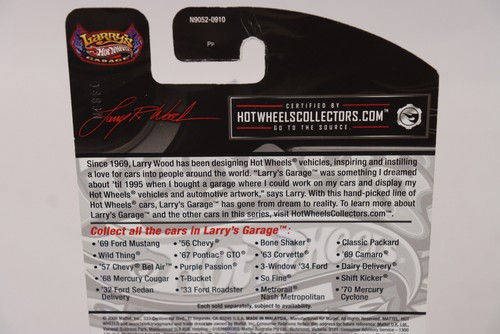 N9052-0910
Larry's
Hot Wheels
GARAGE
Larry R. Wood
CERTIFIED BY
HOTWHEELSCOLLECTORS.COM™
GO TO THE SOURCE.
Since 1969, Larry Wood has been designing Hot Wheels® vehicles, inspiring and instilling
a love for cars into people around the world. "Larry's Garage™ was something I dreamed
about 'til 1995 when I bought a garage where I could work on my cars and display my
Hot Wheels® vehicles and automotive artwork," says Larry. With this hand-picked line
of Hot Wheels® cars, Larry's Garage™ has gone from dream to reality. To learn more about
Larry's Garage™ and the other cars in this series, visit HotWheelsCollectors.com.
Collect all the cars in Larry's Garage™:
• '69 Ford Mustang
• Wild Thing®
• '57 Chevy® Bel Air™
• '68 Mercury Cougar
• '32 Ford Sedan
Delivery
• '56 Chevy®
• '67 Pontiac® GTO®
• Purple Passion®
• T-Bucket
• '33 Ford Roadster
• Bone Shaker®
• '63 Corvette®
• 3-Window '34 Ford
• So Fine®
• Metrorail®
Nash Metropolitan
• Classic Packard
• '69 Camaro®
• Dairy Delivery®
• Shift Kicker®
• '70 Mercury
Cyclone
Each sold separately, subject to availability.